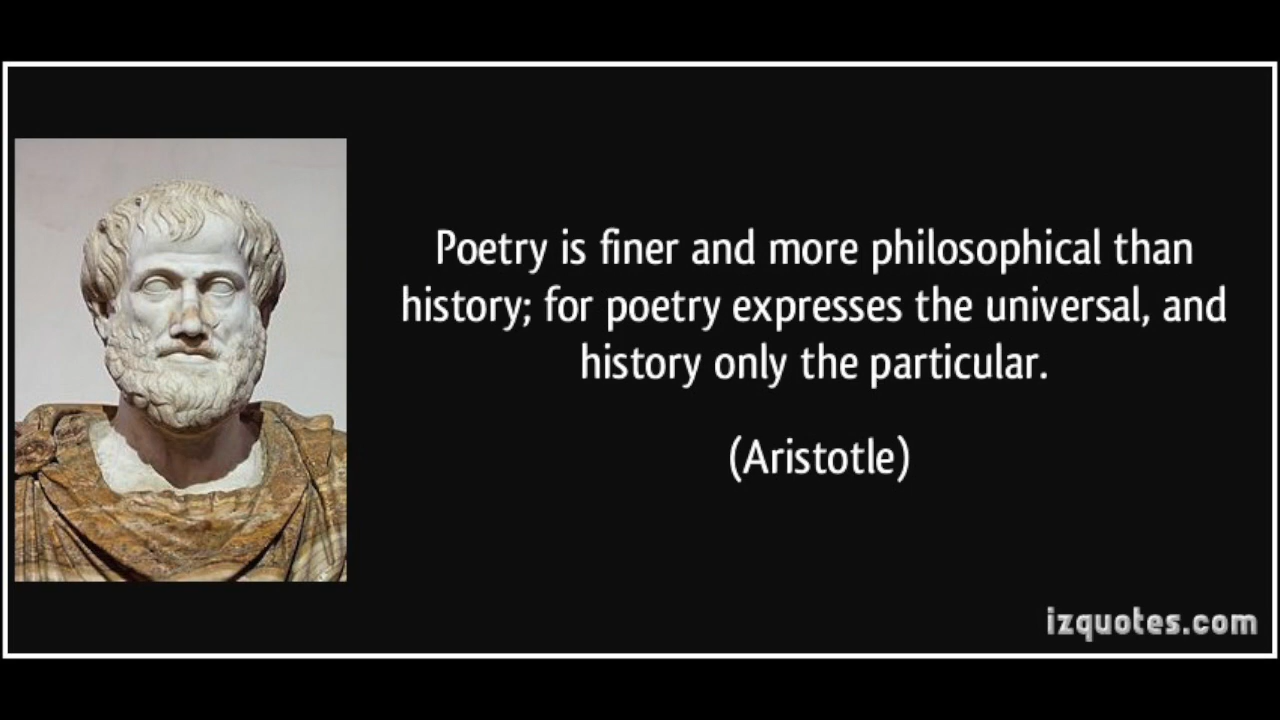 Poetry is finer and more philosophical than
history; for poetry expresses the universal, and
history only the particular.
(Aristotle)
izquotes.com